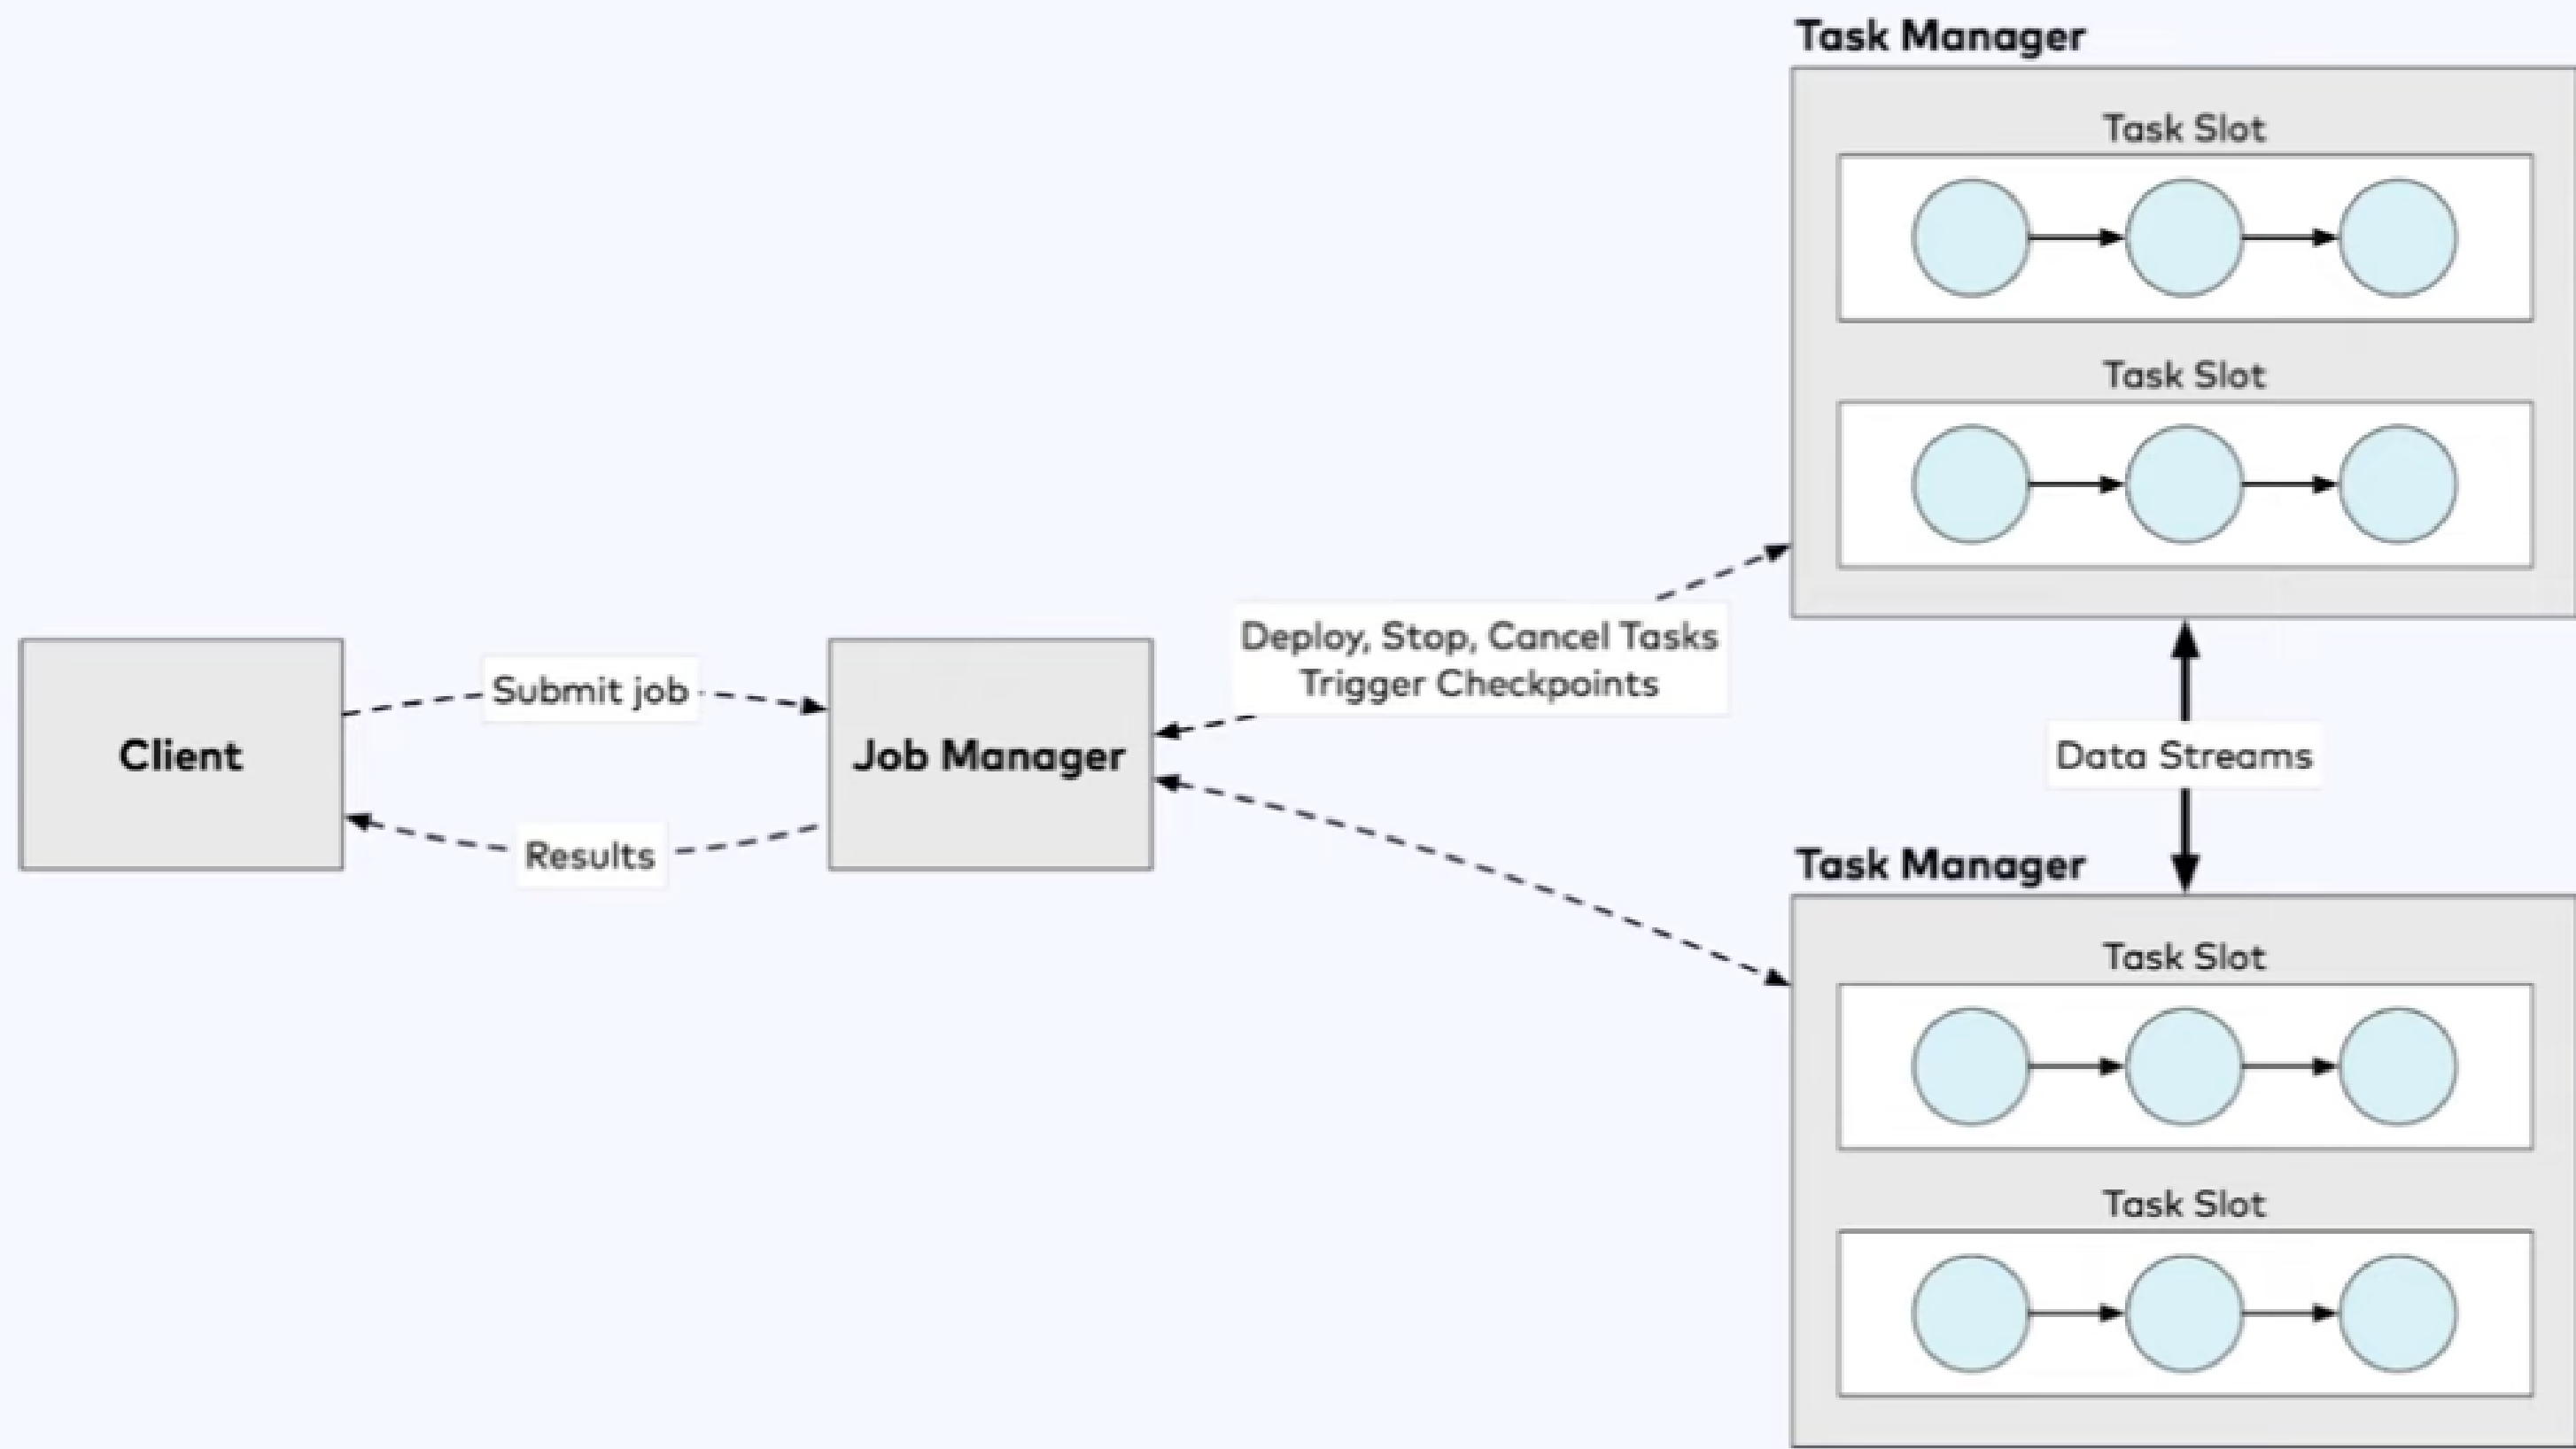 Task Manager
Task Slot
Task Slot
Deploy, Stop, Cancel Tasks
Trigger Checkpoints
Submit job
Client
Job Manager
Data Streams
Results
Task Manager
Task Slot
Task Slot